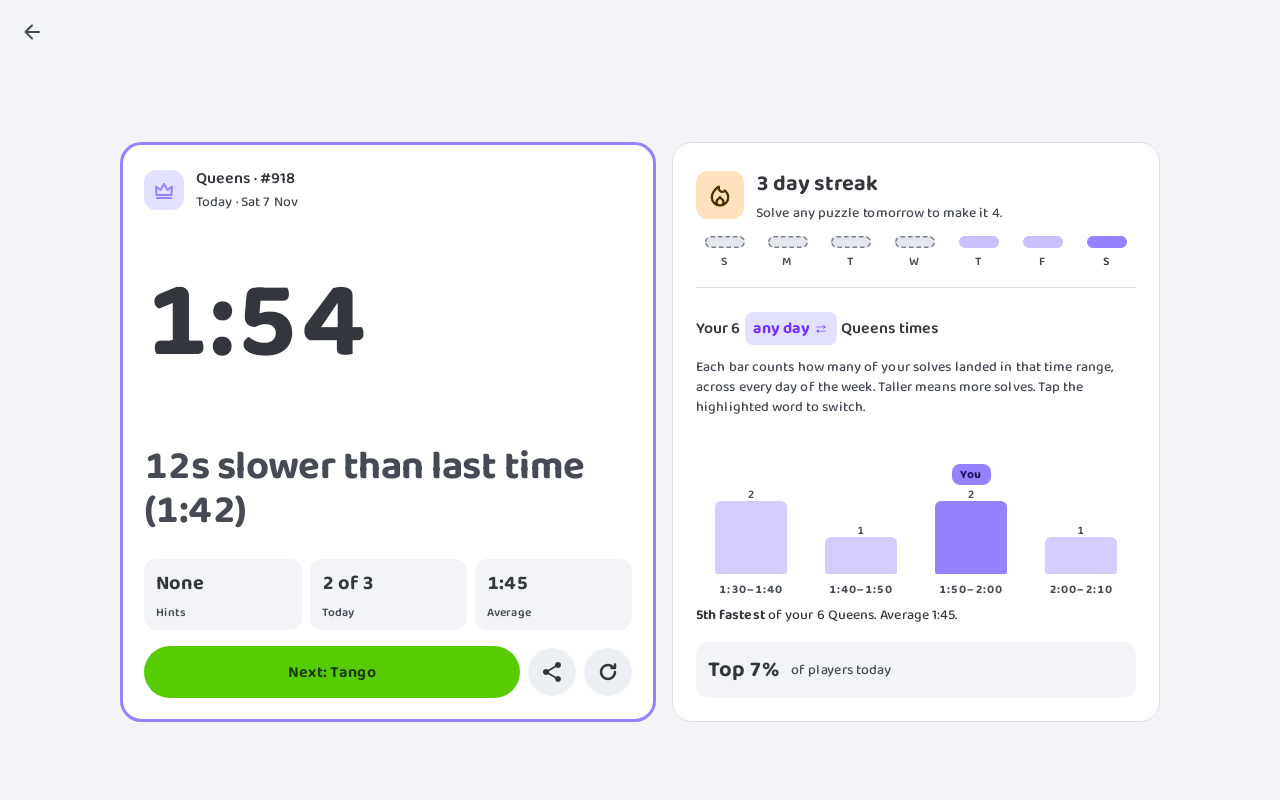 Queens · #918
Today · Sat 7 Nov
1:54
12s slower than last time
(1:42)
None
Hints
2 of 3
Today
1:45
Average
Next: Tango
3 day streak
Solve any puzzle tomorrow to make it 4.
S M T W T F S
Your 6 any day ⇄ Queens times
Each bar counts how many of your solves landed in that time range,
across every day of the week. Taller means more solves. Tap the
highlighted word to switch.
You
2 1 2 1
1:30–1:40 1:40–1:50 1:50–2:00 2:00–2:10
5th fastest of your 6 Queens. Average 1:45.
Top 7% of players today